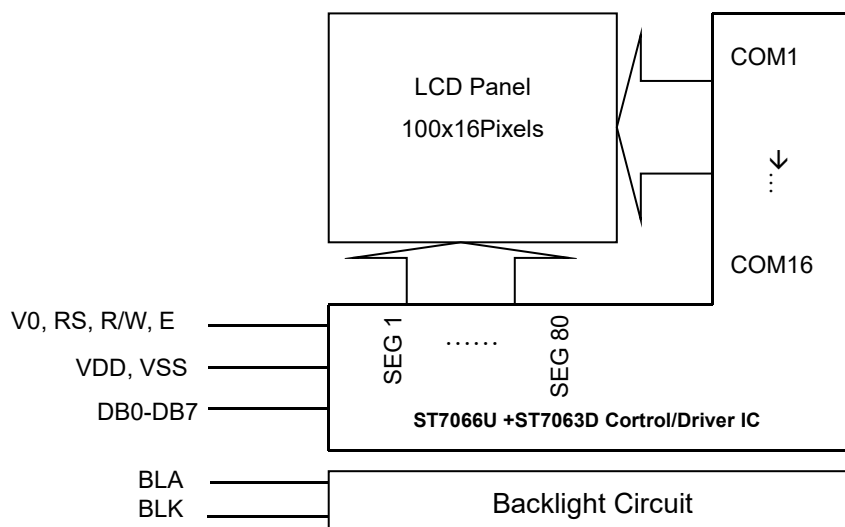 LCD Panel
100x16Pixels
COM1
...
COM16
V0, RS, R/W, E
VDD, VSS
DB0-DB7
SEG 1
......
SEG 80
ST7066U +ST7063D Cortrol/Driver IC
BLA
BLK
Backlight Circuit